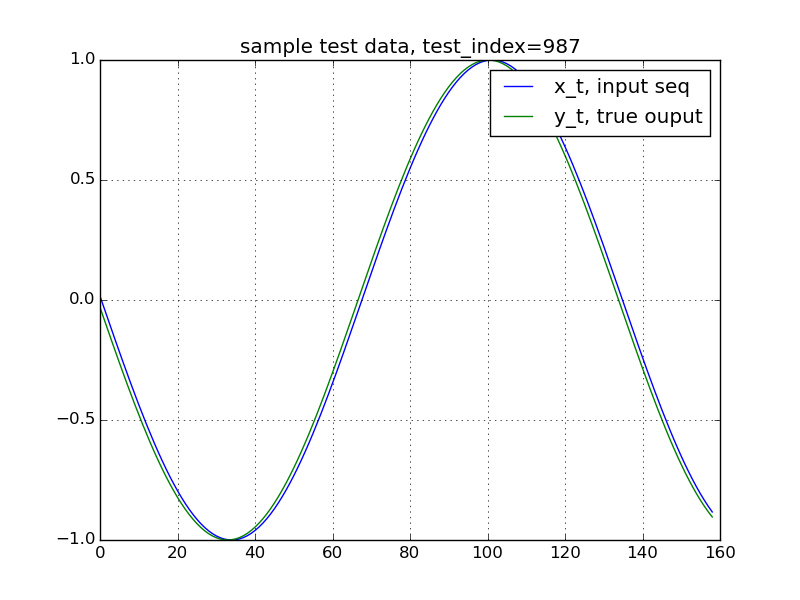 sample test data, test_index=987
x_t, input seq
y_t, true ouput
1.0
0.5
0.0
−0.5
−1.0
0 20 40 60 80 100 120 140 160